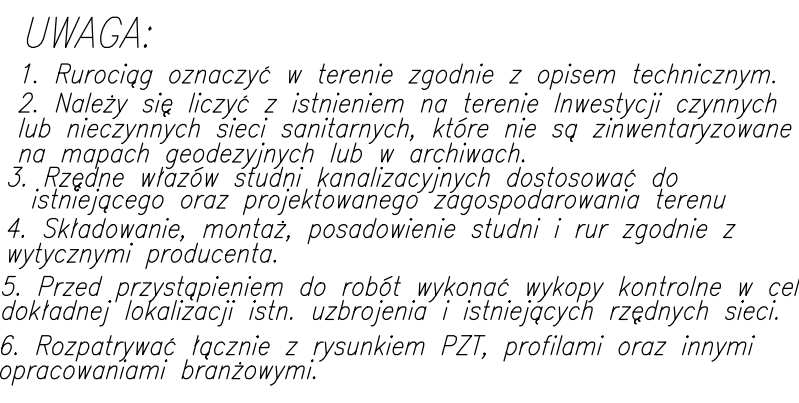 UWAGA:
1. Rurociąg oznaczyć w terenie zgodnie z opisem technicznym.
2. Należy się liczyć z istnieniem na terenie Inwestycji czynnych
lub nieczynnych sieci sanitarnych, które nie są zinwentaryzowane
na mapach geodezyjnych lub w archiwach.
3. Rzędne włazów studni kanalizacyjnych dostosować do
istniejącego oraz projektowanego zagospodarowania terenu
4. Składowanie, montaż, posadowienie studni i rur zgodnie z
wytycznymi producenta.
5. Przed przystąpieniem do robót wykonać wykopy kontrolne w cel
dokładnej lokalizacji istn. uzbrojenia i istniejących rzędnych sieci.
6. Rozpatrywać łącznie z rysunkiem PZT, profilami oraz innymi
opracowaniami branżowymi.